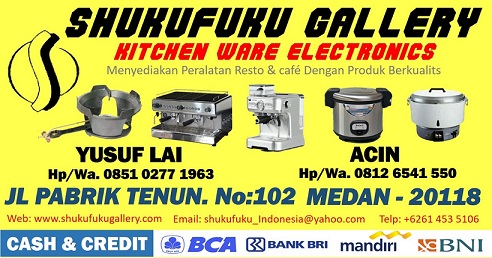 SHUKUFUKU GALLERY
KITCHEN WARE ELECTRONICS
Menyediakan Peralatan Resto & café Dengan Produk Berkualits
YUSUF LAI
Hp/Wa. 0851 0277 1963
ACIN
Hp/Wa. 0812 6541 550
JL PABRIK TENUN. No:102 MEDAN - 20118
Web: www.shukufukugallery.com Email: shukufuku_Indonesia@yahoo.com Telp: +6261 453 5106
CASH & CREDIT BCA BANK BRI mandiri BNI